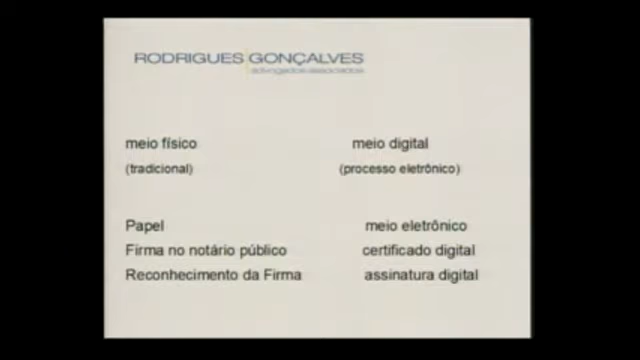 RODRIGUES GONÇALVES
advogados associados
meio físico meio digital
(tradicional) (processo eletrônico)
Papel meio eletrônico
Firma no notário público certificado digital
Reconhecimento da Firma assinatura digital